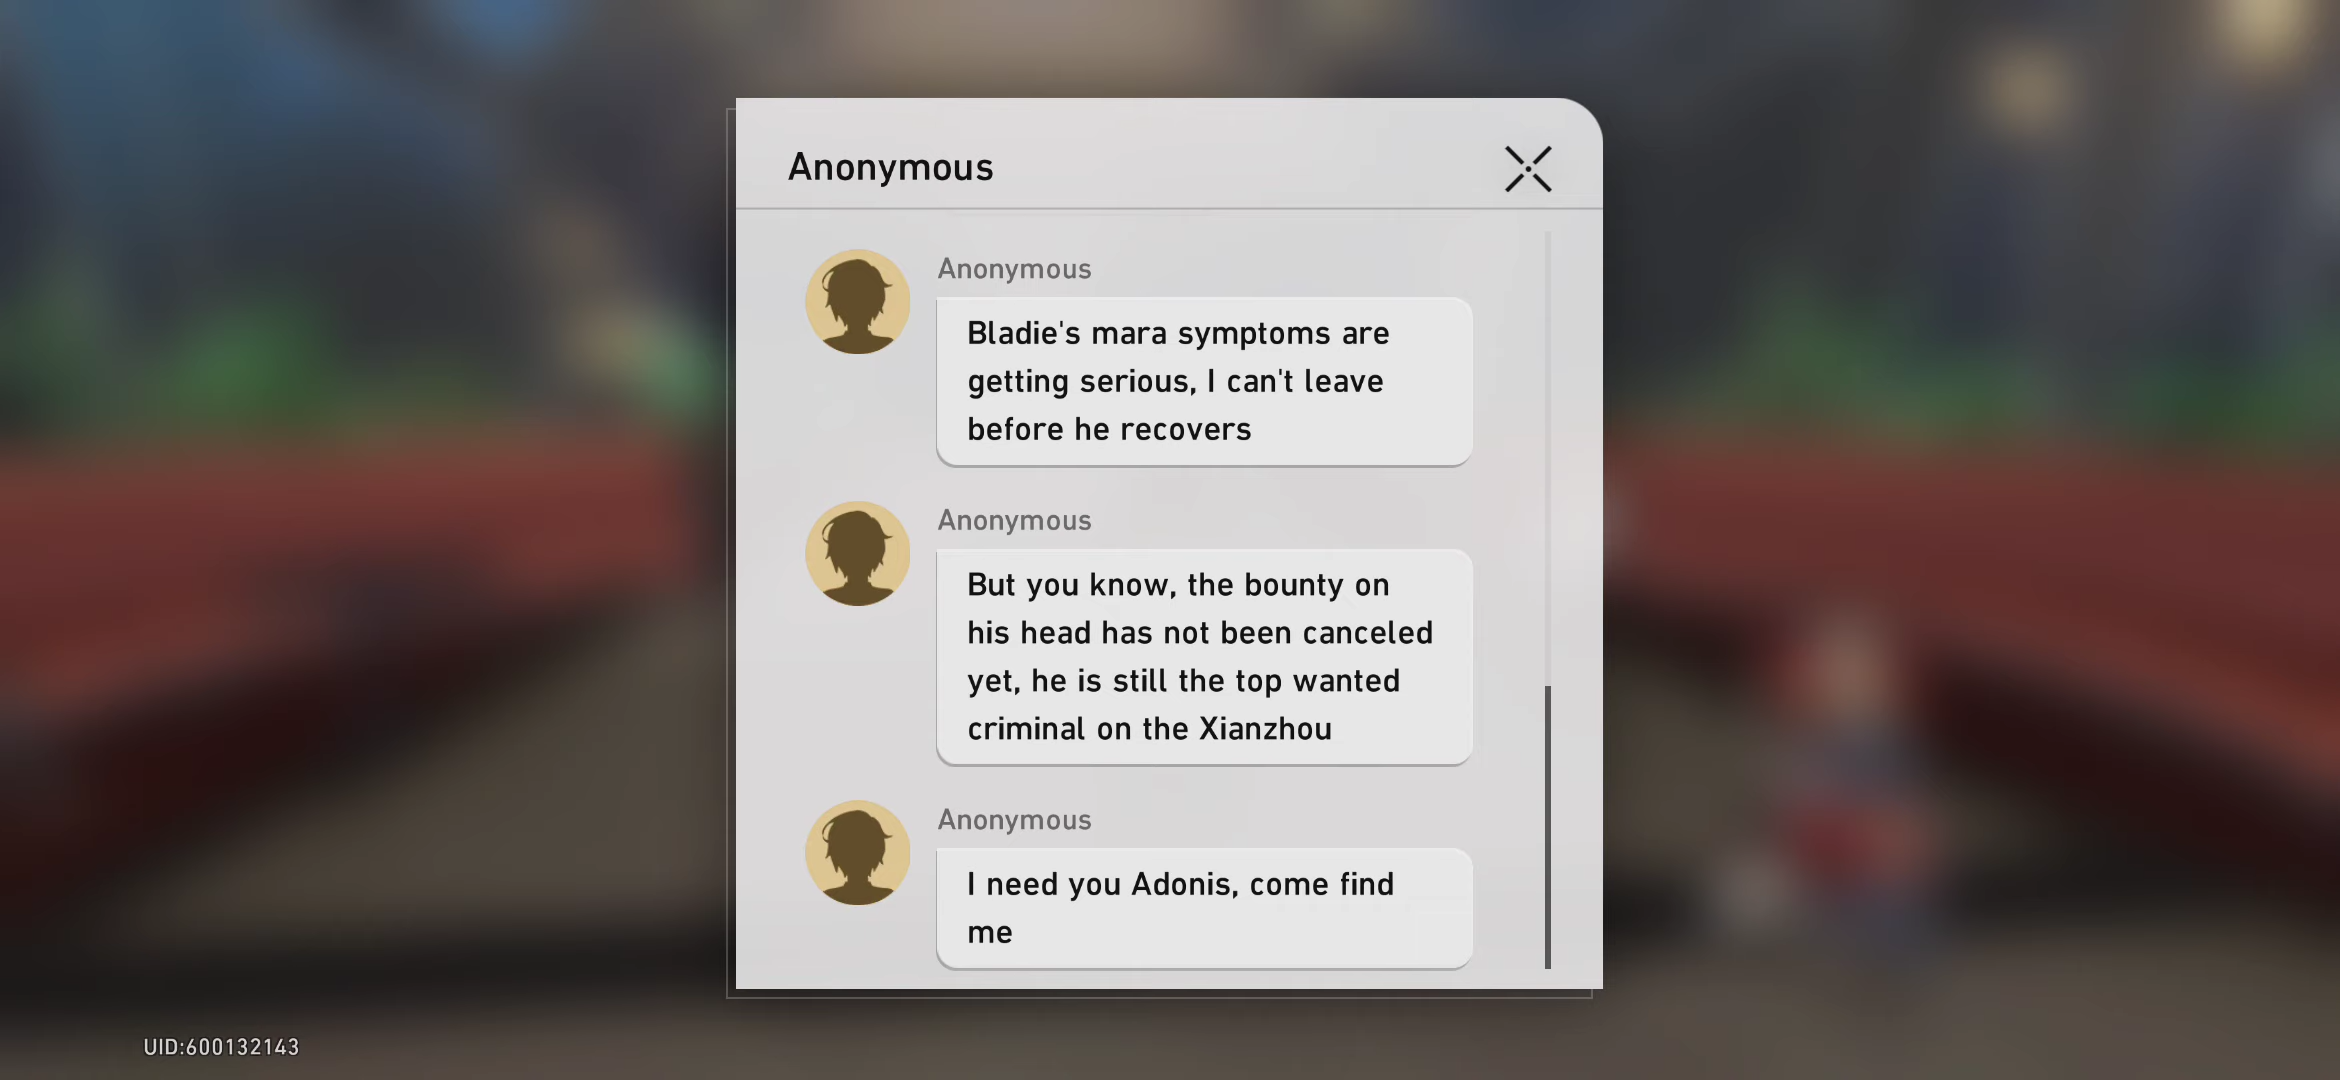 Anonymous
Anonymous
Bladie's mara symptoms are
getting serious, I can't leave
before he recovers
Anonymous
But you know, the bounty on
his head has not been canceled
yet, he is still the top wanted
criminal on the Xianzhou
Anonymous
I need you Adonis, come find
me
UID:600132143